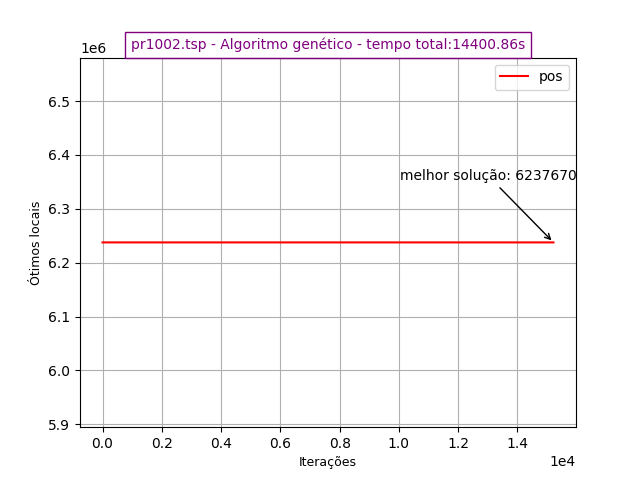 pr1002.tsp - Algoritmo genético - tempo total:14400.86s
1e6
pos
6.5
6.4
melhor solução: 6237670
6.3
Ótimos locais
6.2
6.1
6.0
5.9
0.0 0.2 0.4 0.6 0.8 1.0 1.2 1.4
Iterações
1e4